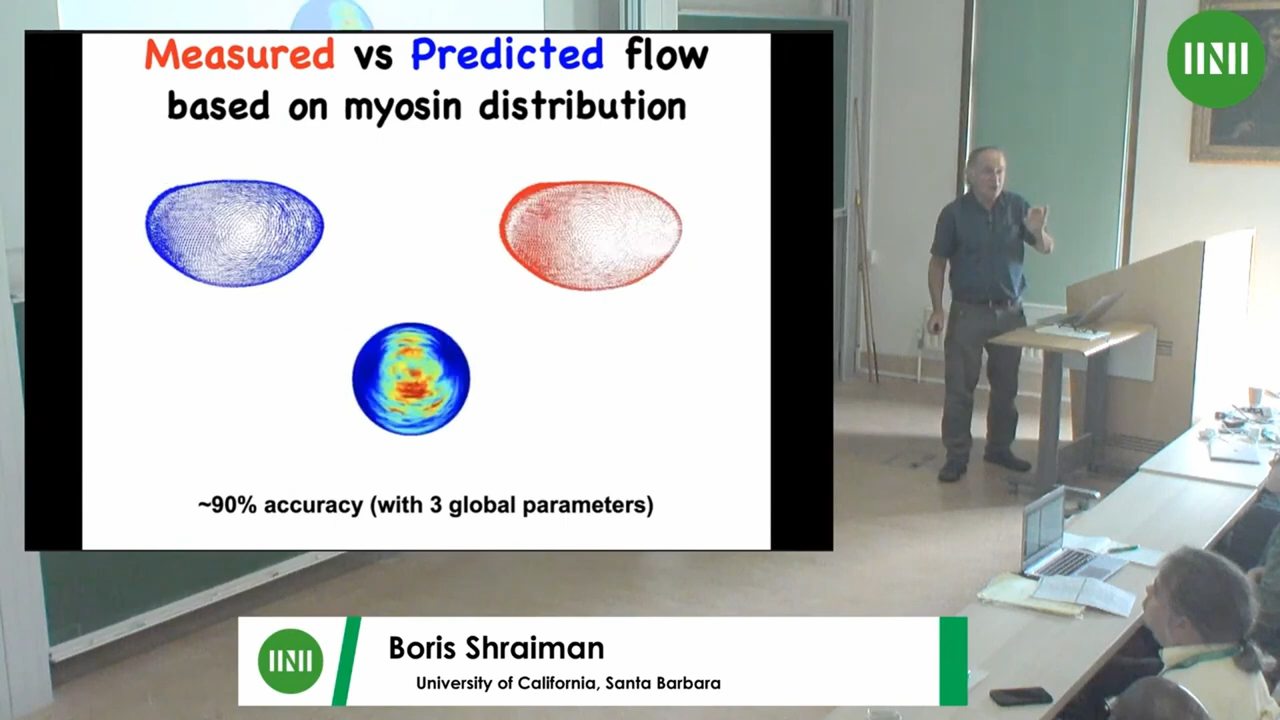 Measured vs Predicted flow
based on myosin distribution
~90% accuracy (with 3 global parameters)
Boris Shraiman
University of California, Santa Barbara